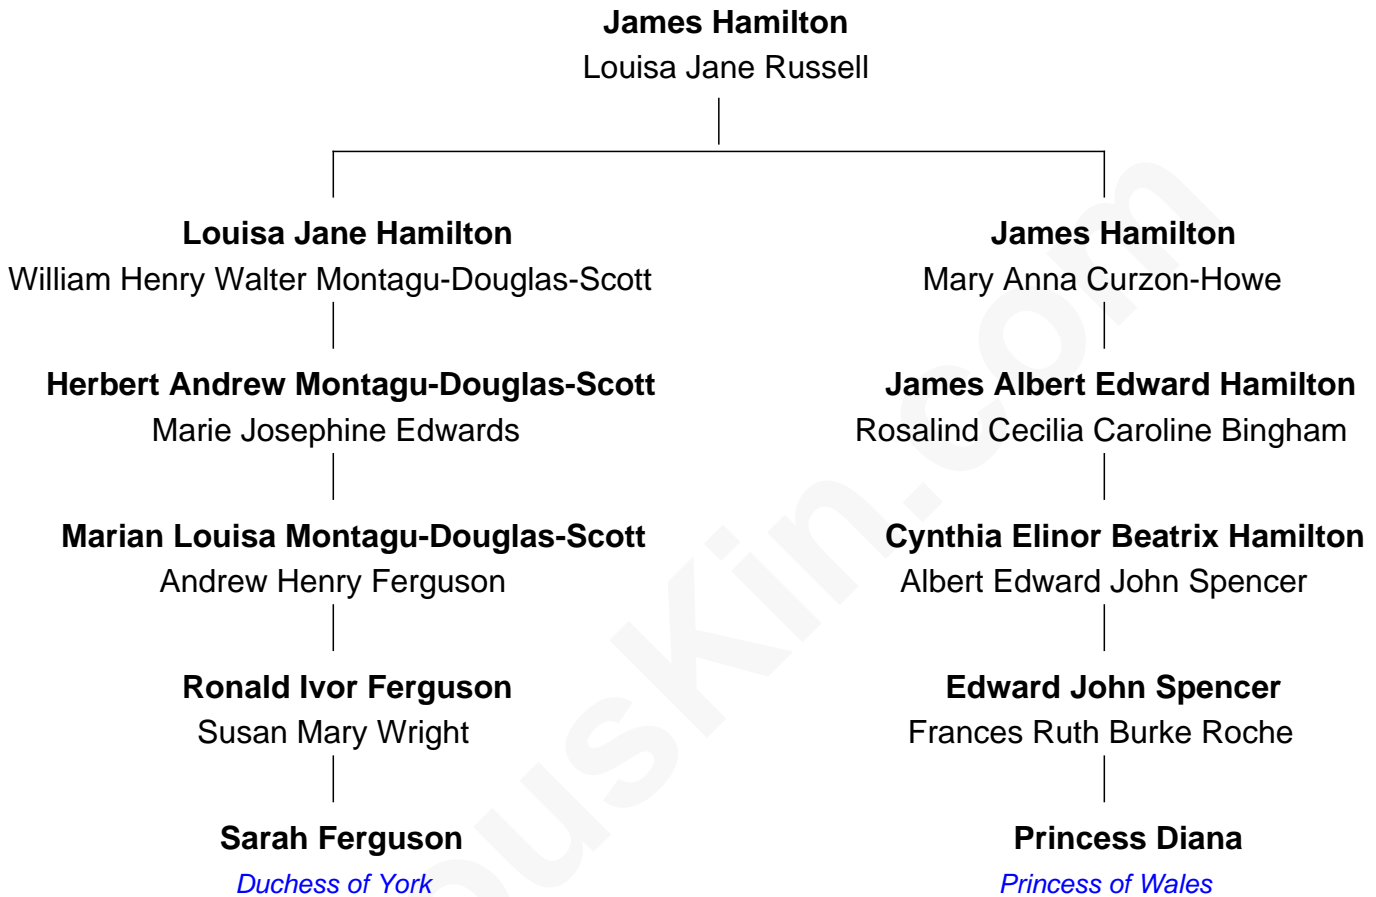 James Hamilton
Louisa Jane Russell
Louisa Jane Hamilton
William Henry Walter Montagu-Douglas-Scott
James Hamilton
Mary Anna Curzon-Howe
Herbert Andrew Montagu-Douglas-Scott
Marie Josephine Edwards
James Albert Edward Hamilton
Rosalind Cecilia Caroline Bingham
Marian Louisa Montagu-Douglas-Scott
Andrew Henry Ferguson
Cynthia Elinor Beatrix Hamilton
Albert Edward John Spencer
Ronald Ivor Ferguson
Susan Mary Wright
Edward John Spencer
Frances Ruth Burke Roche
Sarah Ferguson
Duchess of York
Princess Diana
Princess of Wales
ousKin.com